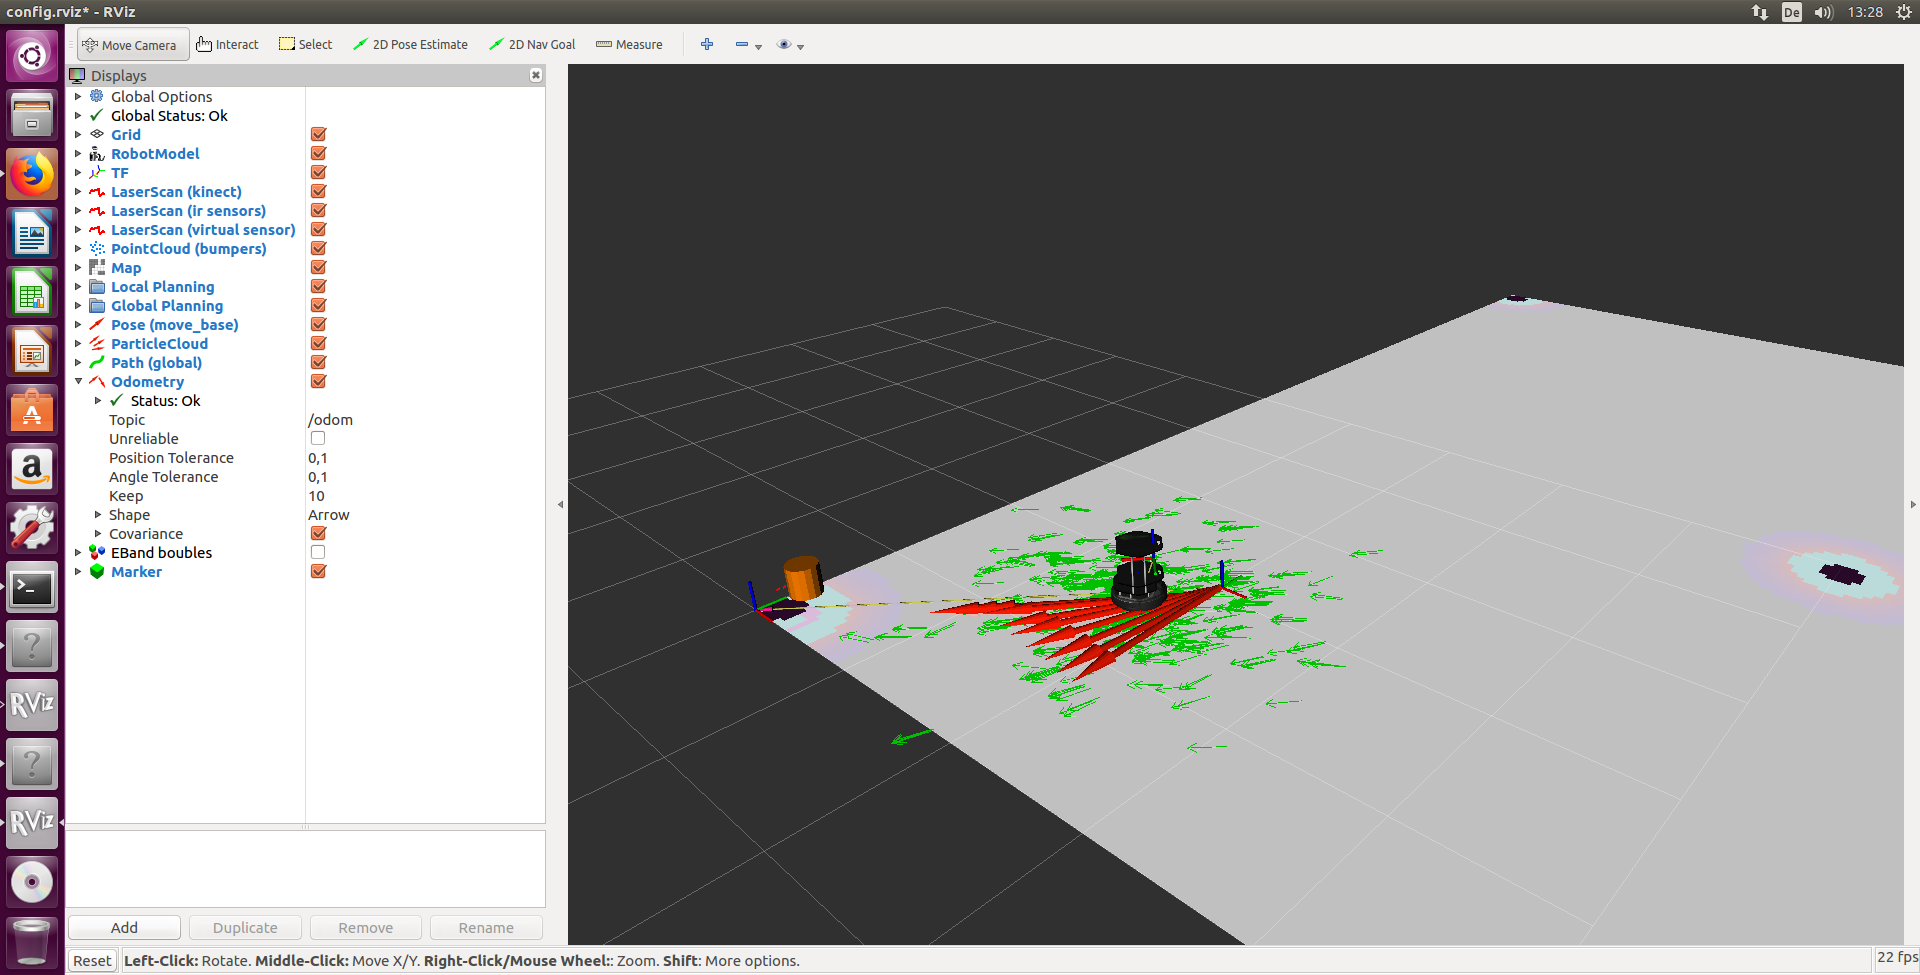 config.rviz* - RViz
De
13:28
Move Camera
Interact
Select
2D Pose Estimate
2D Nav Goal
Measure
Displays
Global Options
Global Status: Ok
Grid
RobotModel
TF
LaserScan (kinect)
LaserScan (ir sensors)
LaserScan (virtual sensor)
PointCloud (bumpers)
Map
Local Planning
Global Planning
Pose (move_base)
ParticleCloud
Path (global)
Odometry
Status: Ok
Topic /odom
Unreliable
Position Tolerance 0,1
Angle Tolerance 0,1
Keep 10
Shape Arrow
Covariance
EBand boubles
Marker
RViz
RViz
Add
Duplicate
Remove
Rename
Reset
Left-Click: Rotate. Middle-Click: Move X/Y. Right-Click/Mouse Wheel:: Zoom. Shift: More options.
22 fps